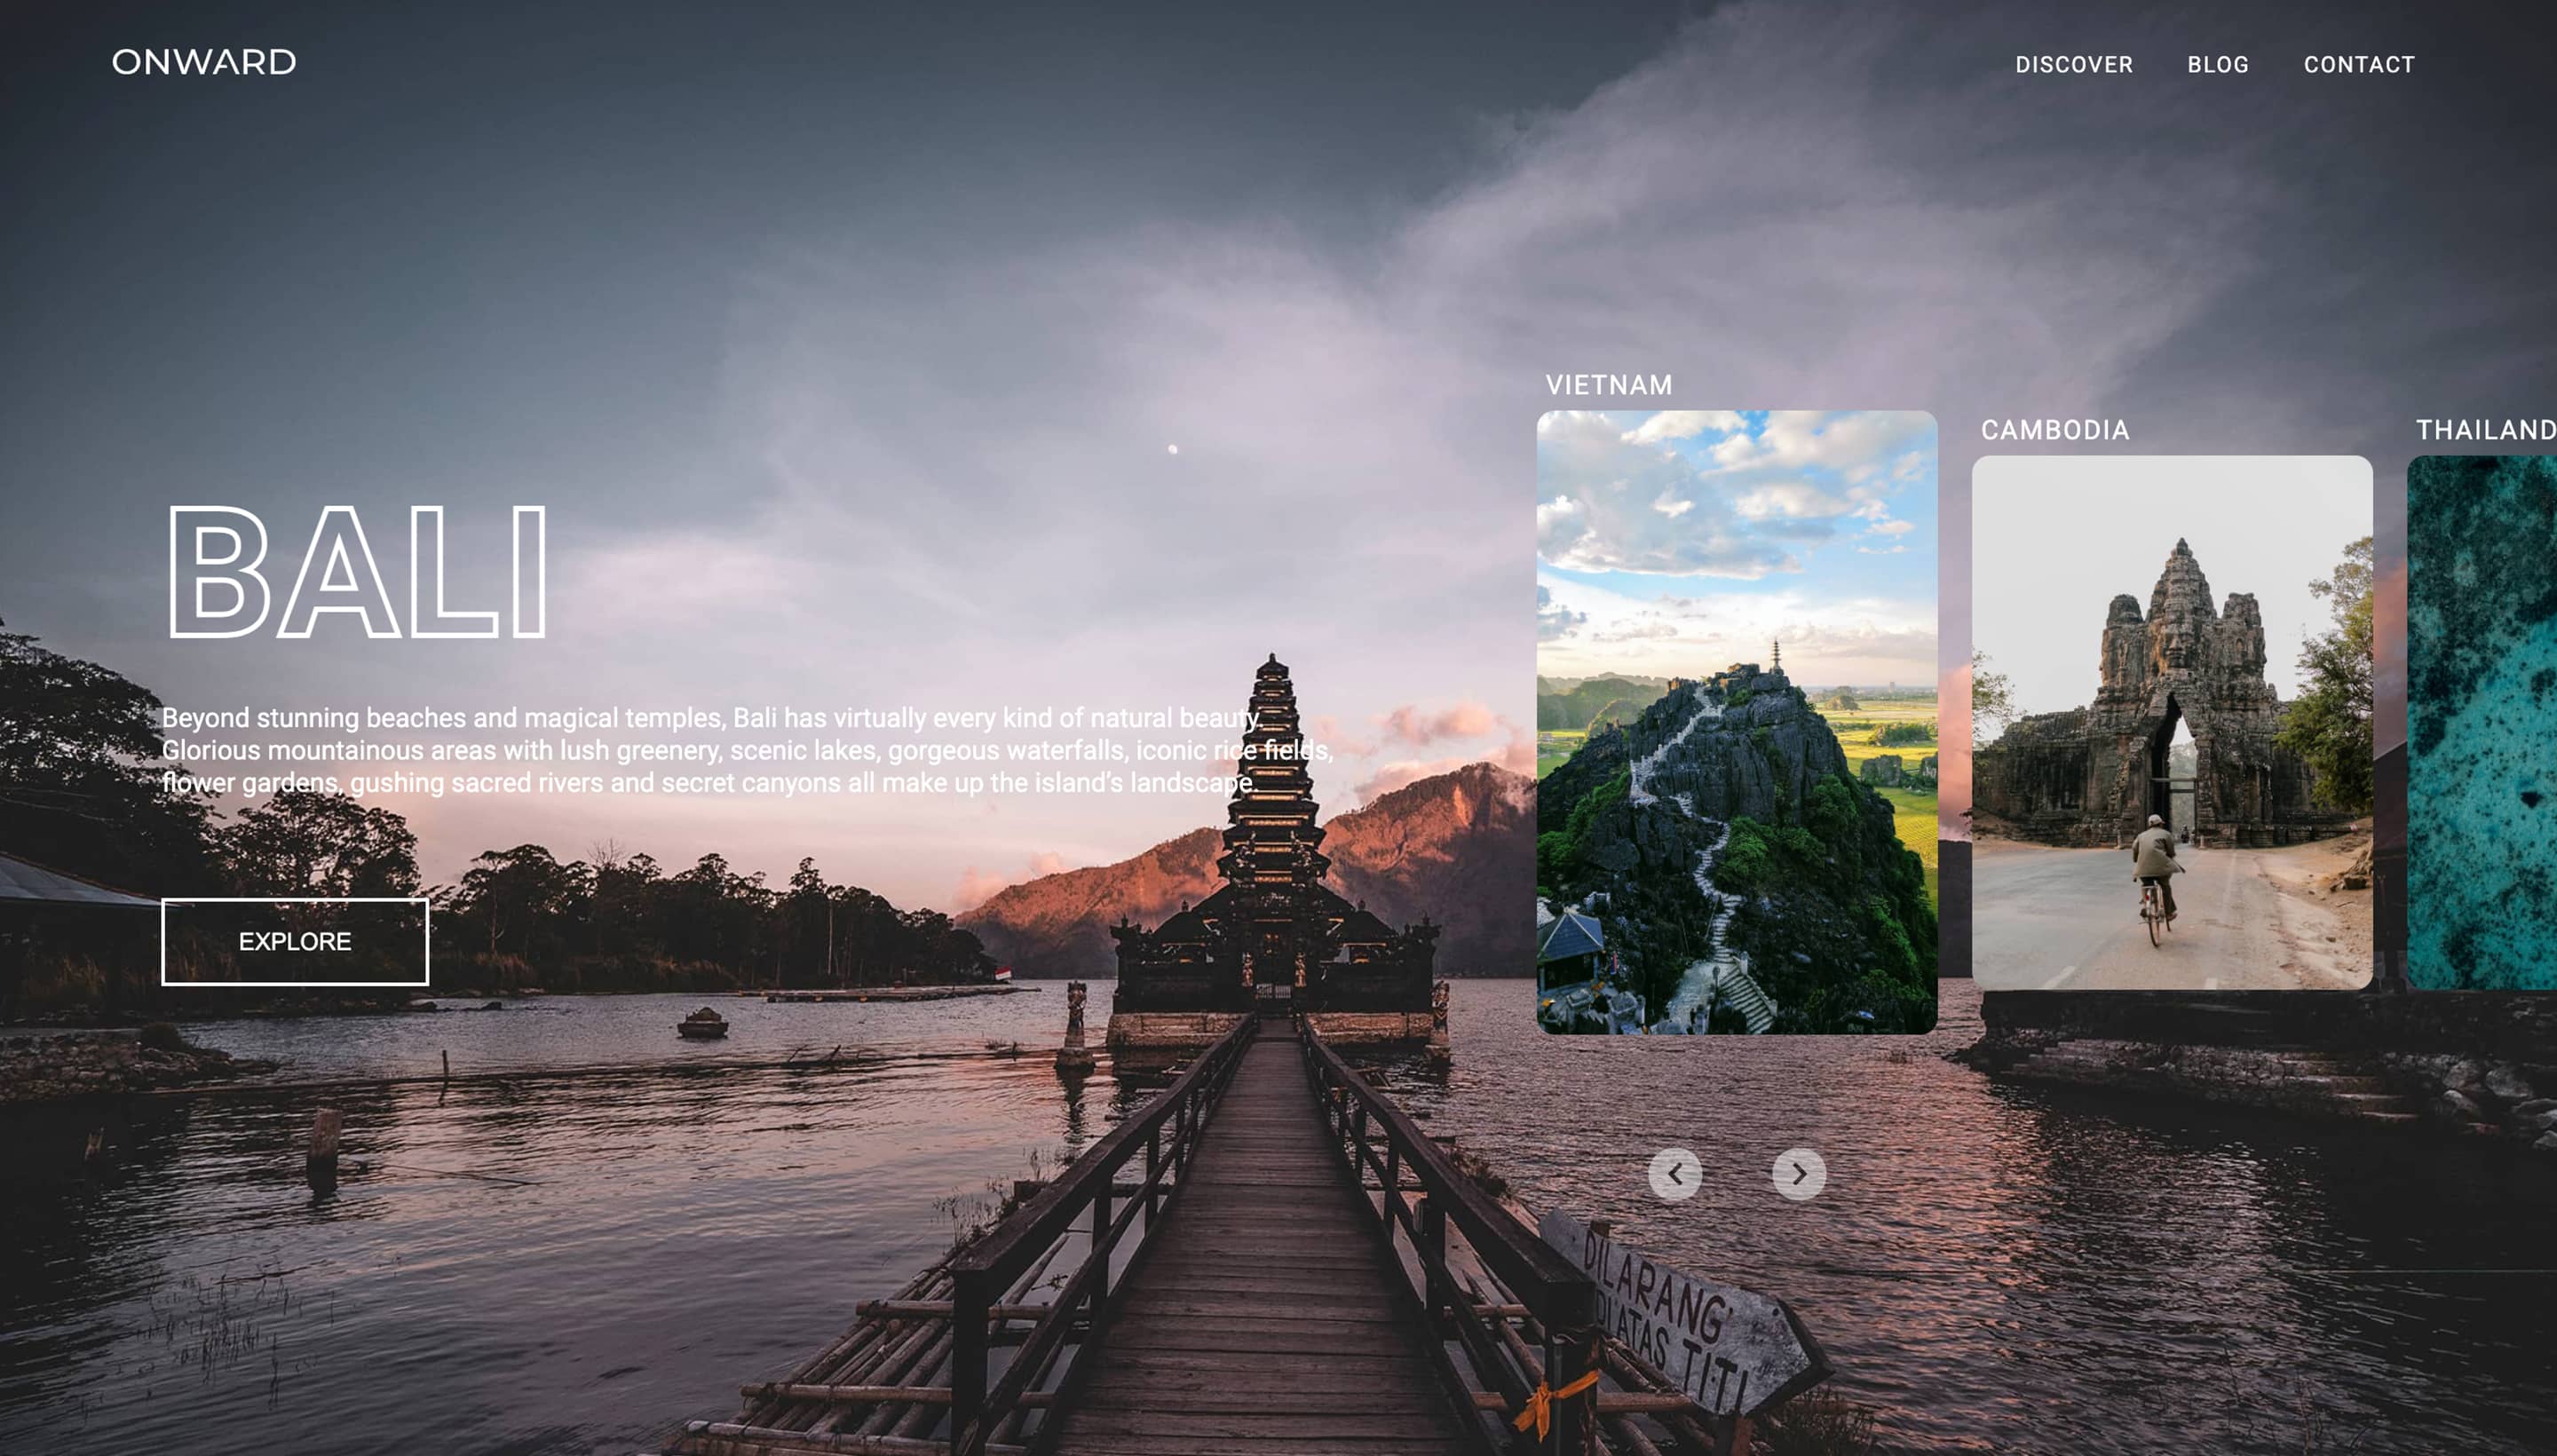 ONWARD
DISCOVER BLOG CONTACT
VIETNAM
CAMBODIA
THAILAND
BALI
Beyond stunning beaches and magical temples, Bali has virtually every kind of natural beauty.
Glorious mountainous areas with lush greenery, scenic lakes, gorgeous waterfalls, iconic rice fields,
flower gardens, gushing sacred rivers and secret canyons all make up the island’s landscape.
EXPLORE
DILARANG
DI ATAS TITI